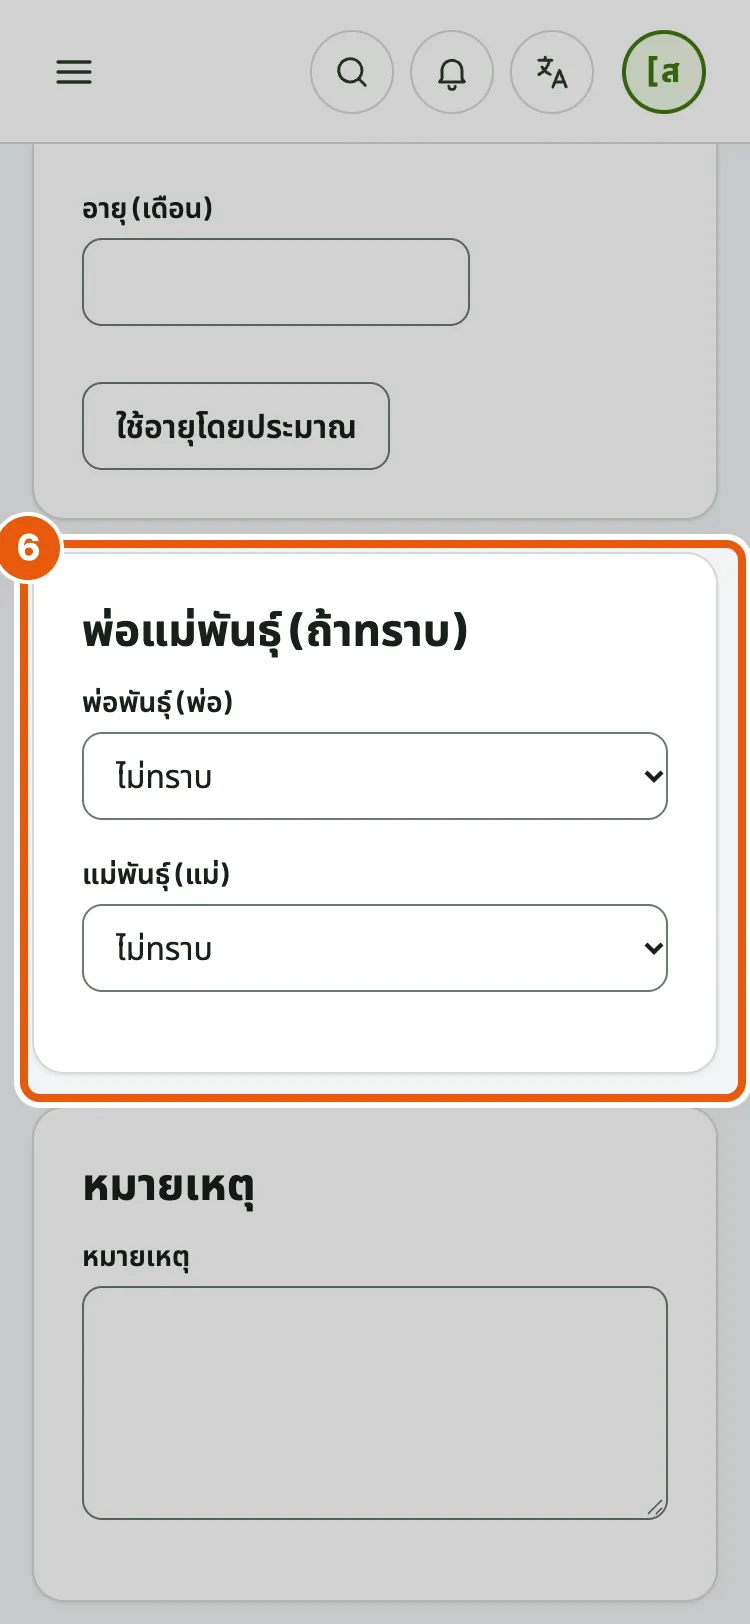 [ส
อายุ (เดือน)
ใช้อายุโดยประมาณ
6
พ่อแม่พันธุ์ (ถ้าทราบ)
พ่อพันธุ์ (พ่อ)
ไม่ทราบ
แม่พันธุ์ (แม่)
ไม่ทราบ
หมายเหตุ
หมายเหตุ